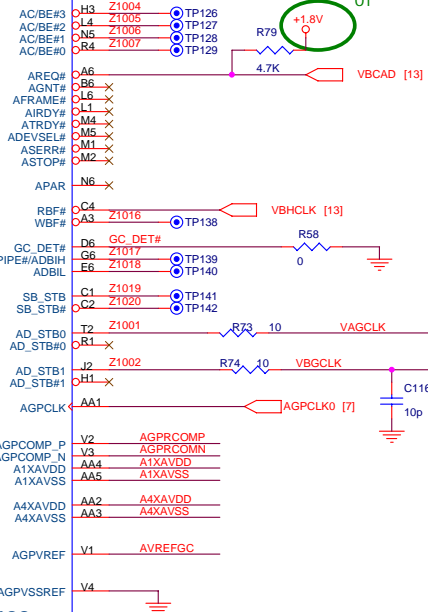 01
AC/BE#3 H3 Z1004 TP126
AC/BE#2 L4 Z1005 TP127
AC/BE#1 N5 Z1006 TP128
AC/BE#0 R4 Z1007 TP129
+1.8V
R79
4.7K
AREQ# A6 VBCAD [13]
AGNT# B6
AFRAME# L6
AIRDY# L1
ATRDY# M4
ADEVSEL# M5
ASERR# M1
ASTOP# M2
APAR N6
RBF# C4 VBHCLK [13]
WBF# A3 Z1016 TP138
GC_DET# D6 GC_DET# R58
0
PIPE#/ADBIH G6 Z1017 TP139
ADBIL E6 Z1018 TP140
SB_STB C1 Z1019 TP141
SB_STB# C2 Z1020 TP142
AD_STB0 T2 Z1001 R73 10 VAGCLK
AD_STB#0 R1
AD_STB1 J2 Z1002 R74 10 VBGCLK
AD_STB#1 H1
C116
10p
AGPCLK AA1 AGPCLK0 [7]
AGPCOMP_P V2 AGPRCOMP
AGPCOMP_N V3 AGPRCOMN
A1XAVDD AA4 A1XAVDD
A1XAVSS AA5 A1XAVSS
A4XAVDD AA2 A4XAVDD
A4XAVSS AA3 A4XAVSS
AGPVREF V1 AVREFGC
AGPVSSREF V4